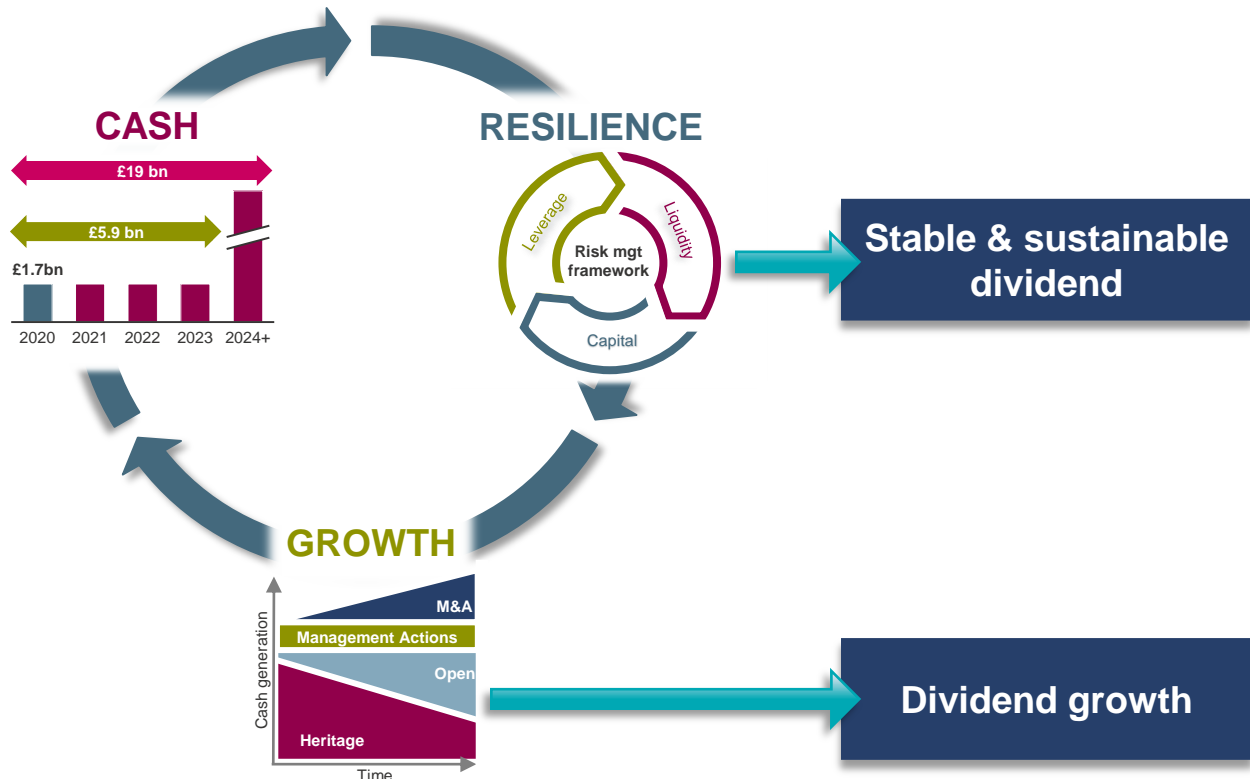 CASH
£19 bn
£5.9 bn
£1.7bn
2020 2021 2022 2023 2024+
RESILIENCE
Leverage
Liquidity
Risk mgt
framework
Capital
Stable & sustainable
dividend
GROWTH
Cash generation
M&A
Management Actions
Open
Heritage
Time
Dividend growth